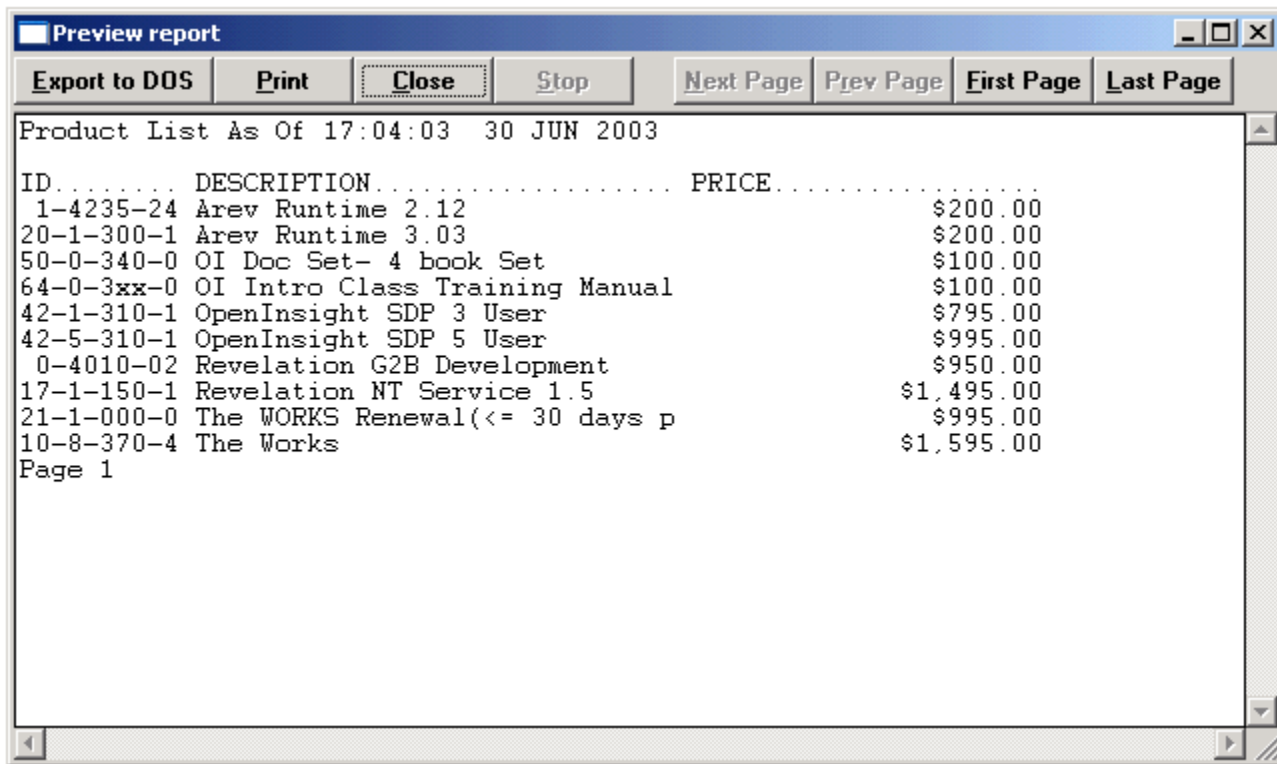 Preview report
Export to DOS Print Close Stop Next Page Prev Page First Page Last Page
Product List As Of 17:04:03  30 JUN 2003
ID........ DESCRIPTION................... PRICE.................
 1-4235-24 Arev Runtime 2.12 $200.00
20-1-300-1 Arev Runtime 3.03 $200.00
50-0-340-0 OI Doc Set- 4 book Set $100.00
64-0-3xx-0 OI Intro Class Training Manual $100.00
42-1-310-1 OpenInsight SDP 3 User $795.00
42-5-310-1 OpenInsight SDP 5 User $995.00
 0-4010-02 Revelation G2B Development $950.00
17-1-150-1 Revelation NT Service 1.5 $1,495.00
21-1-000-0 The WORKS Renewal(<= 30 days p $995.00
10-8-370-4 The Works $1,595.00
Page 1